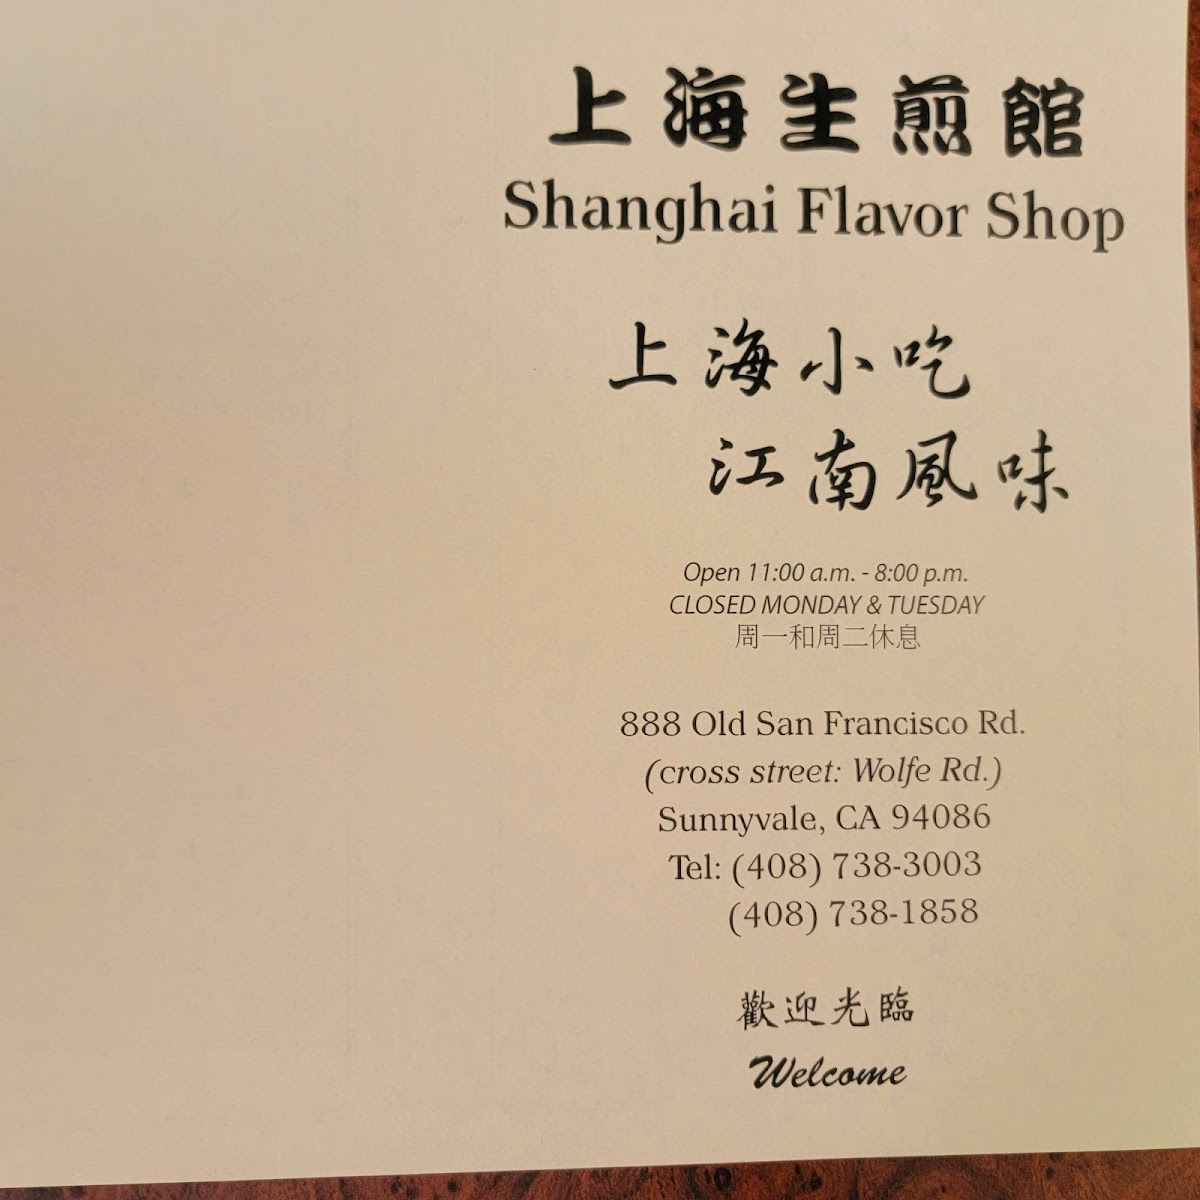 上海生煎館
Shanghai Flavor Shop
上海小吃
江南風味
Open 11:00 a.m. - 8:00 p.m.
CLOSED MONDAY & TUESDAY
周一和周二休息
888 Old San Francisco Rd.
(cross street: Wolfe Rd.)
Sunnyvale, CA 94086
Tel: (408) 738-3003
(408) 738-1858
歡迎光臨
Welcome